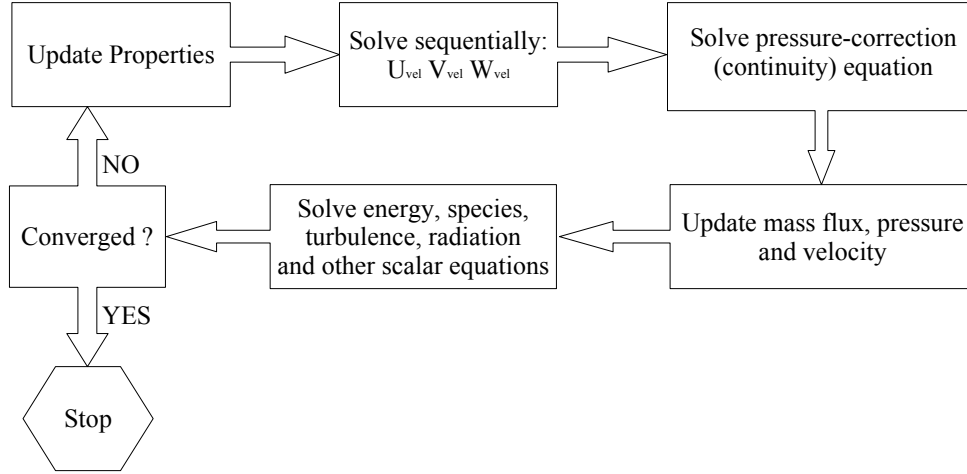 Update Properties
Solve sequentially:
Uvel Vvel Wvel
Solve pressure-correction
(continuity) equation
NO
Converged ?
Solve energy, species,
turbulence, radiation
and other scalar equations
Update mass flux, pressure
and velocity
YES
Stop